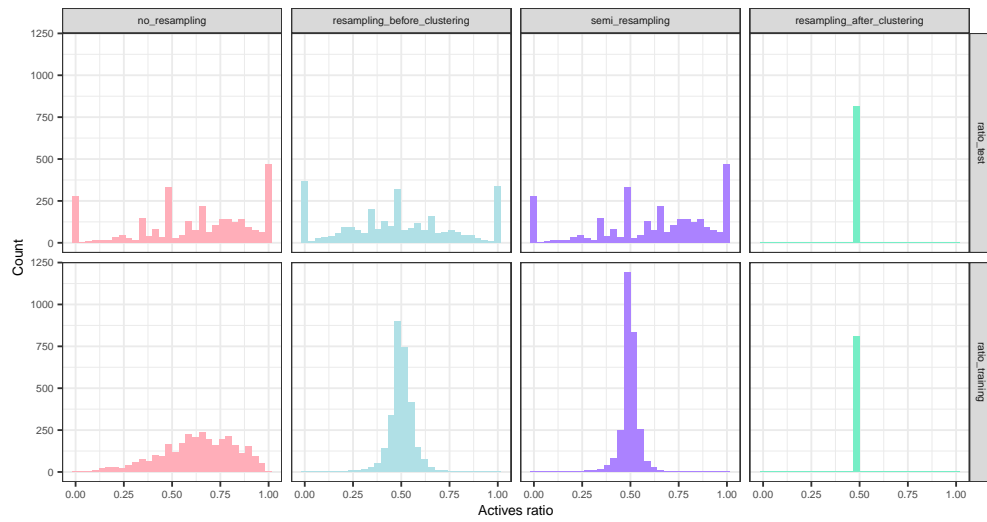 no_resampling
resampling_before_clustering
semi_resampling
resampling_after_clustering
1250
1000
750
500
250
0
ratio_test
Count
1250
1000
750
500
250
0
ratio_training
0.00 0.25 0.50 0.75 1.00
0.00 0.25 0.50 0.75 1.00
0.00 0.25 0.50 0.75 1.00
0.00 0.25 0.50 0.75 1.00
Actives ratio